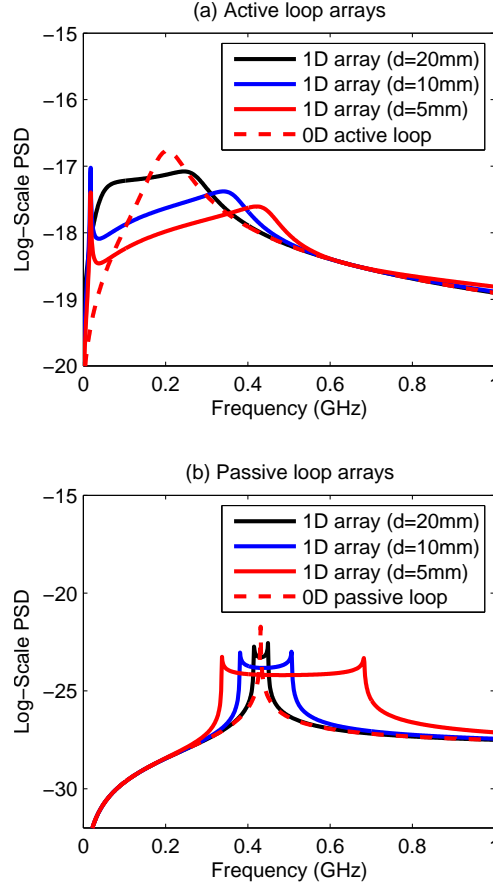 (a) Active loop arrays
−15
−16
−17
−18
−19
−20
Log−Scale PSD
1D array (d=20mm)
1D array (d=10mm)
1D array (d=5mm)
0D active loop
0
0.2
0.4
0.6
0.8
1
Frequency (GHz)
(b) Passive loop arrays
−15
−20
−25
−30
Log−Scale PSD
1D array (d=20mm)
1D array (d=10mm)
1D array (d=5mm)
0D passive loop
0
0.2
0.4
0.6
0.8
1
Frequency (GHz)